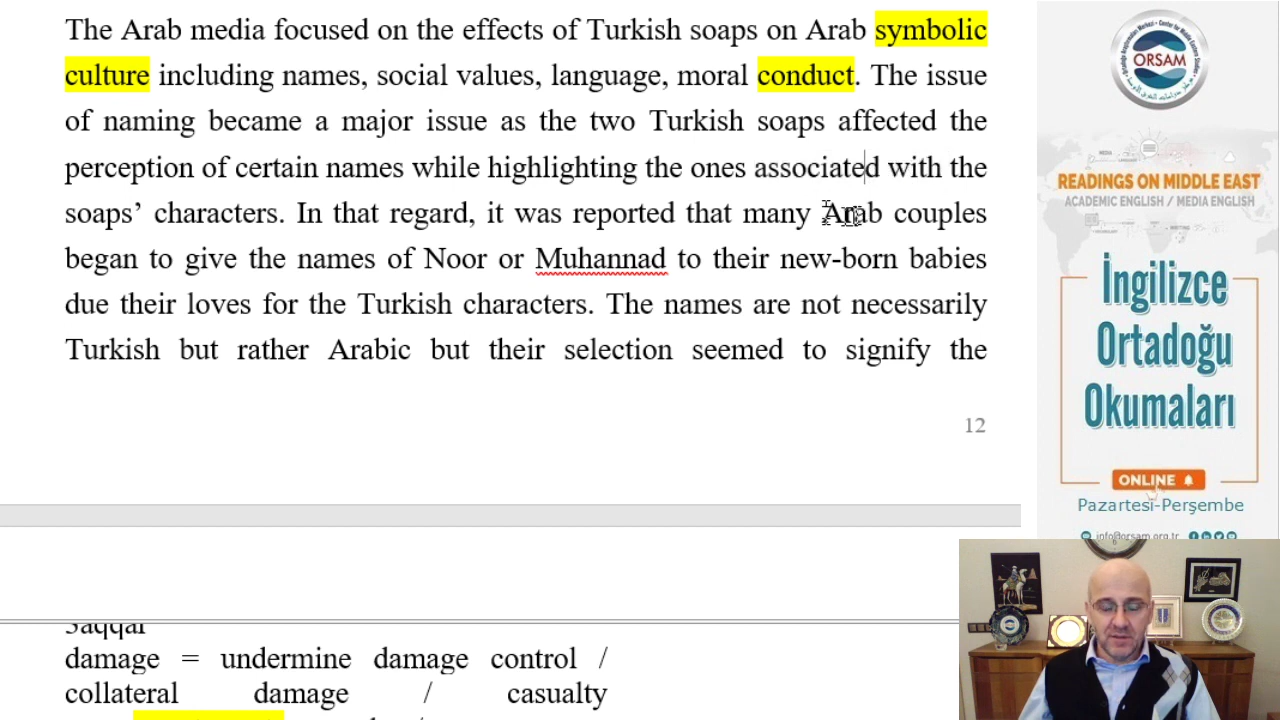 The Arab media focused on the effects of Turkish soaps on Arab symbolic
culture including names, social values, language, moral conduct. The issue
of naming became a major issue as the two Turkish soaps affected the
perception of certain names while highlighting the ones associated with the
soaps’ characters. In that regard, it was reported that many Arab couples
began to give the names of Noor or Muhannad to their new-born babies
due their loves for the Turkish characters. The names are not necessarily
Turkish but rather Arabic but their selection seemed to signify the
12
Saqqar
damage = undermine damage control /
collateral damage / casualty
ORSAM
READINGS ON MIDDLE EAST
ACADEMIC ENGLISH / MEDIA ENGLISH
İngilizce
Ortadoğu
Okumaları
ONLINE
Pazartesi-Perşembe
info@orsam.org.tr